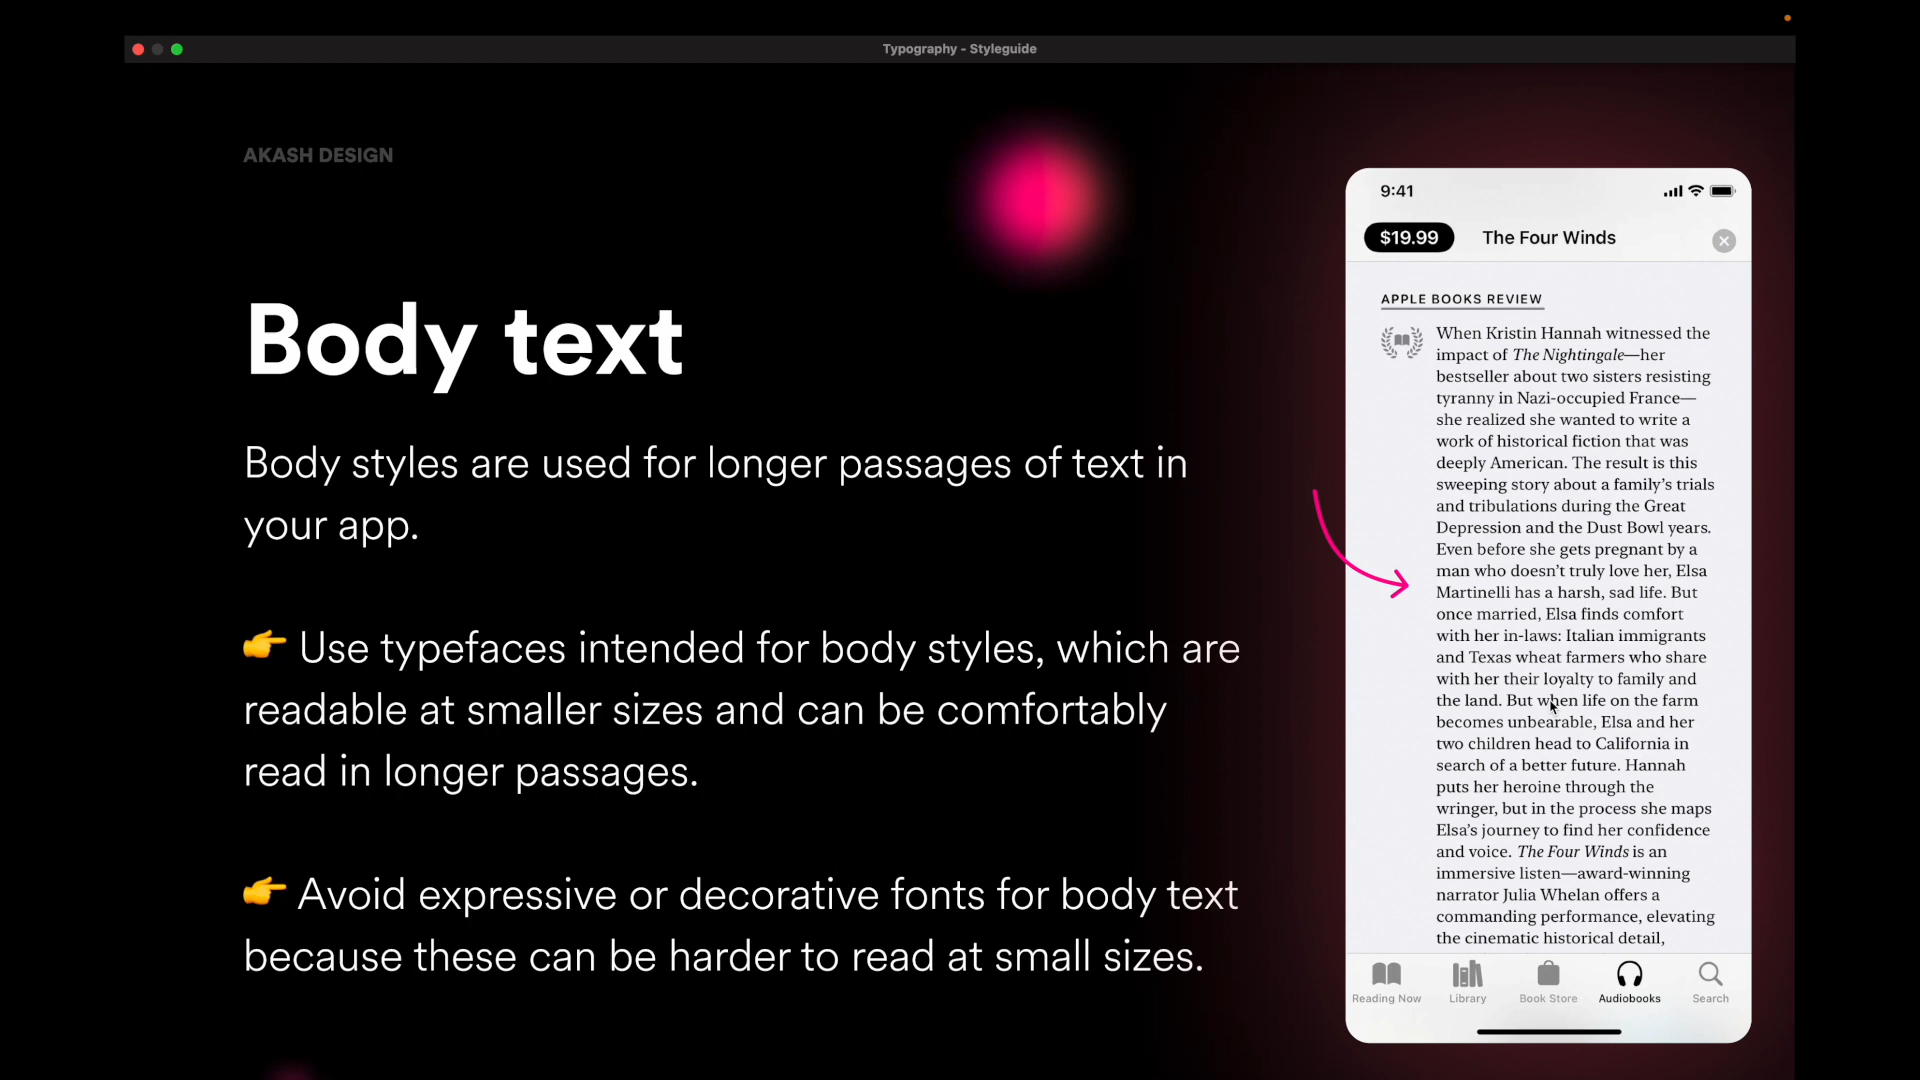 Typography - Styleguide
AKASH DESIGN
Body text
Body styles are used for longer passages of text in
your app.
👉 Use typefaces intended for body styles, which are
readable at smaller sizes and can be comfortably
read in longer passages.
👉 Avoid expressive or decorative fonts for body text
because these can be harder to read at small sizes.
9:41
$19.99
The Four Winds
APPLE BOOKS REVIEW
When Kristin Hannah witnessed the
impact of The Nightingale—her
bestseller about two sisters resisting
tyranny in Nazi-occupied France—
she realized she wanted to write a
work of historical fiction that was
deeply American. The result is this
sweeping story about a family’s trials
and tribulations during the Great
Depression and the Dust Bowl years.
Even before she gets pregnant by a
man who doesn’t truly love her, Elsa
Martinelli has a harsh, sad life. But
once married, Elsa finds comfort
with her in-laws: Italian immigrants
and Texas wheat farmers who share
with her their loyalty to family and
the land. But when life on the farm
becomes unbearable, Elsa and her
two children head to California in
search of a better future. Hannah
puts her heroine through the
wringer, but in the process she maps
Elsa’s journey to find her confidence
and voice. The Four Winds is an
immersive listen—award-winning
narrator Julia Whelan offers a
commanding performance, elevating
the cinematic historical detail,
Reading Now
Library
Book Store
Audiobooks
Search